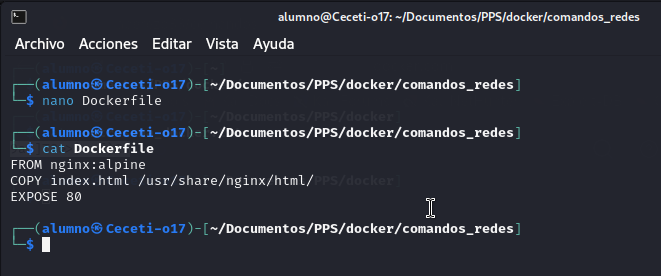 alumno@Ceceti-o17: ~/Documentos/PPS/docker/comandos_redes
Archivo Acciones Editar Vista Ayuda
┌──(alumno㉿Ceceti-o17)-[~/Documentos/PPS/docker/comandos_redes]
└─$ nano Dockerfile
┌──(alumno㉿Ceceti-o17)-[~/Documentos/PPS/docker/comandos_redes]
└─$ cat Dockerfile
FROM nginx:alpine
COPY index.html /usr/share/nginx/html/
EXPOSE 80
┌──(alumno㉿Ceceti-o17)-[~/Documentos/PPS/docker/comandos_redes]
└─$